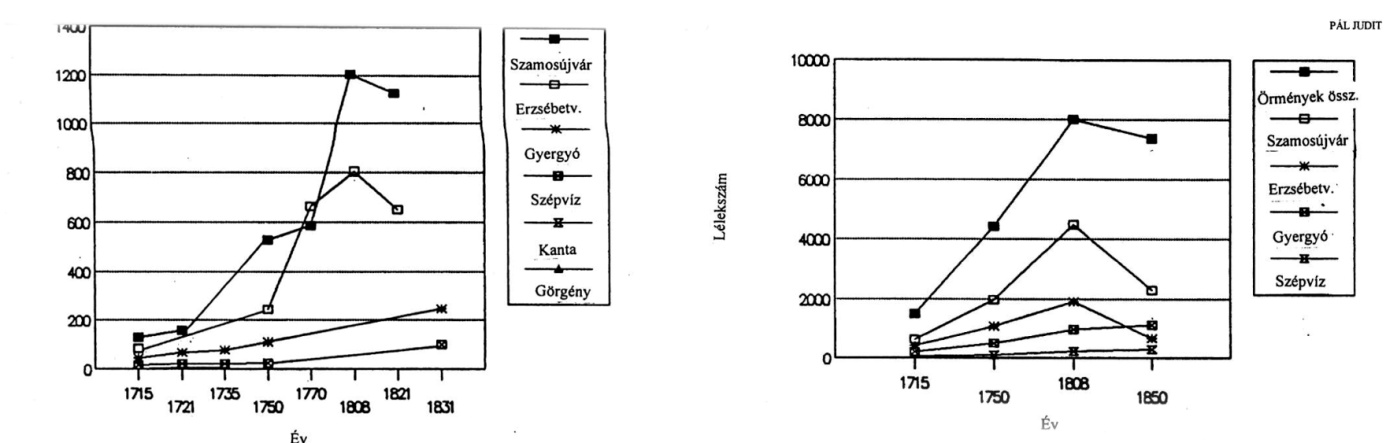 PÁL JUDIT
1400
1200
1000
800
600
400
200
0
1715
1721
1735
1750
1770
1808
1821
1831
Év
Szamosújvár
Erzsébetv.
Gyergyó
Szépvíz
Kanta
Görgény
Lélekszám
10000
8000
6000
4000
2000
0
1715
1750
1808
1850
Év
Örmények össz.
Szamosújvár
Erzsébetv.
Gyergyó
Szépvíz